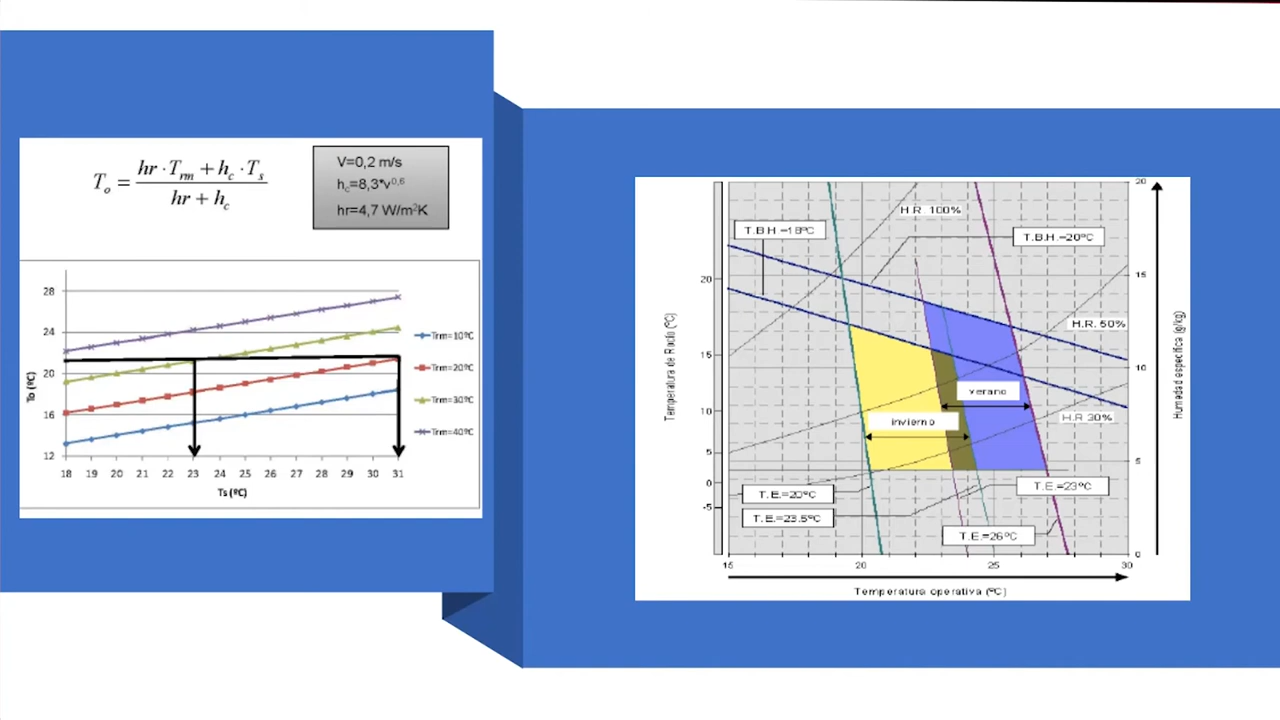 T_o = (hr · T_rm + h_c · T_s) / (hr + h_c)
V=0,2 m/s
h_c=8,3*v^0,6
hr=4,7 W/m²K
28
24
20
16
12
To (ºC)
18 19 20 21 22 23 24 25 26 27 28 29 30 31
Ts (ºC)
Trm=10ºC
Trm=20ºC
Trm=30ºC
Trm=40ºC
T.B.H.=18ºC
H.R. 100%
T.B.H.=20ºC
H.R. 50%
H.R 30%
verano
invierno
T.E.=20ºC
T.E.=23.5ºC
T.E.=23ºC
T.E.=26ºC
20
15
10
5
0
-5
Temperatura de Rocío (ºC)
20
15
10
5
0
Humedad específica (g/kg)
15 20 25 30
Temperatura operativa (ºC)